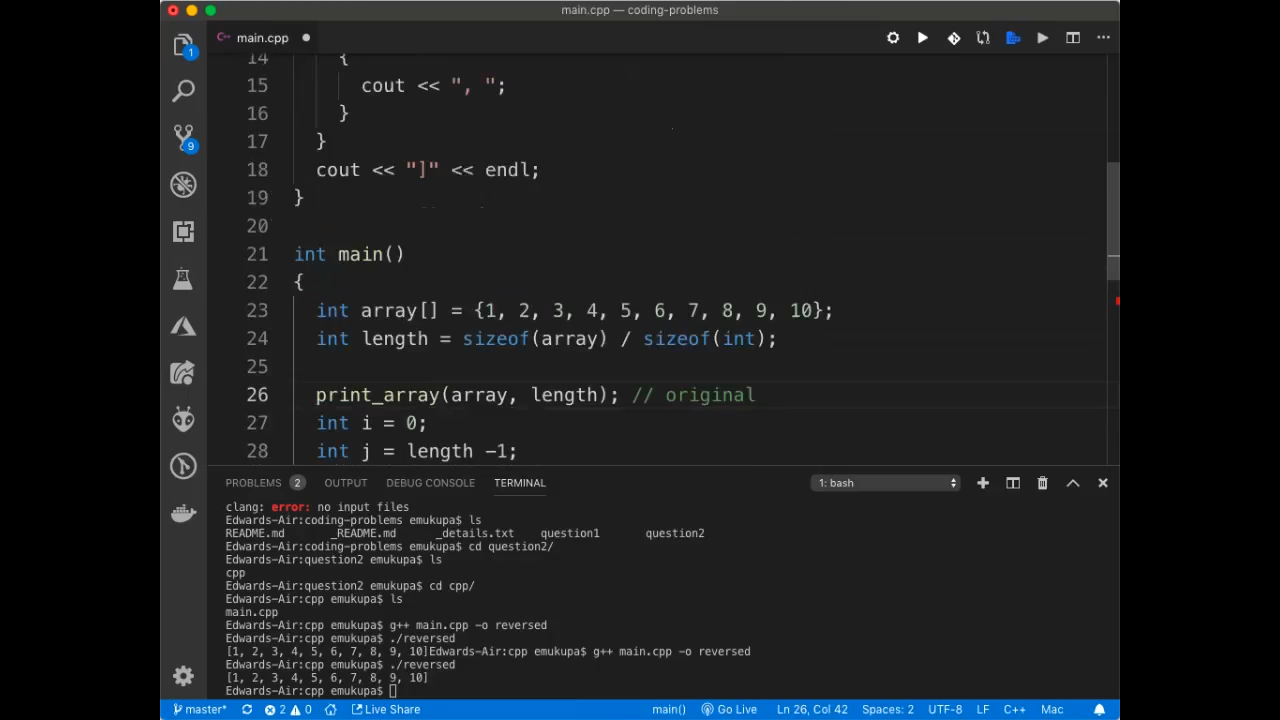 main.cpp — coding-problems
main.cpp
1
9
14 {
15 cout << ", ";
16 }
17 }
18 cout << "]" << endl;
19 }
20
21 int main()
22 {
23 int array[] = {1, 2, 3, 4, 5, 6, 7, 8, 9, 10};
24 int length = sizeof(array) / sizeof(int);
25
26 print_array(array, length); // original
27 int i = 0;
28 int j = length -1;
PROBLEMS 2 OUTPUT DEBUG CONSOLE TERMINAL 1: bash
clang: error: no input files
Edwards-Air:coding-problems emukupa$ ls
README.md _README.md _details.txt question1 question2
Edwards-Air:coding-problems emukupa$ cd question2/
Edwards-Air:question2 emukupa$ ls
cpp
Edwards-Air:question2 emukupa$ cd cpp/
Edwards-Air:cpp emukupa$ ls
main.cpp
Edwards-Air:cpp emukupa$ g++ main.cpp -o reversed
Edwards-Air:cpp emukupa$ ./reversed
[1, 2, 3, 4, 5, 6, 7, 8, 9, 10]Edwards-Air:cpp emukupa$ g++ main.cpp -o reversed
Edwards-Air:cpp emukupa$ ./reversed
[1, 2, 3, 4, 5, 6, 7, 8, 9, 10]
Edwards-Air:cpp emukupa$
master* 2 0 Live Share main() Go Live Ln 26, Col 42 Spaces: 2 UTF-8 LF C++ Mac